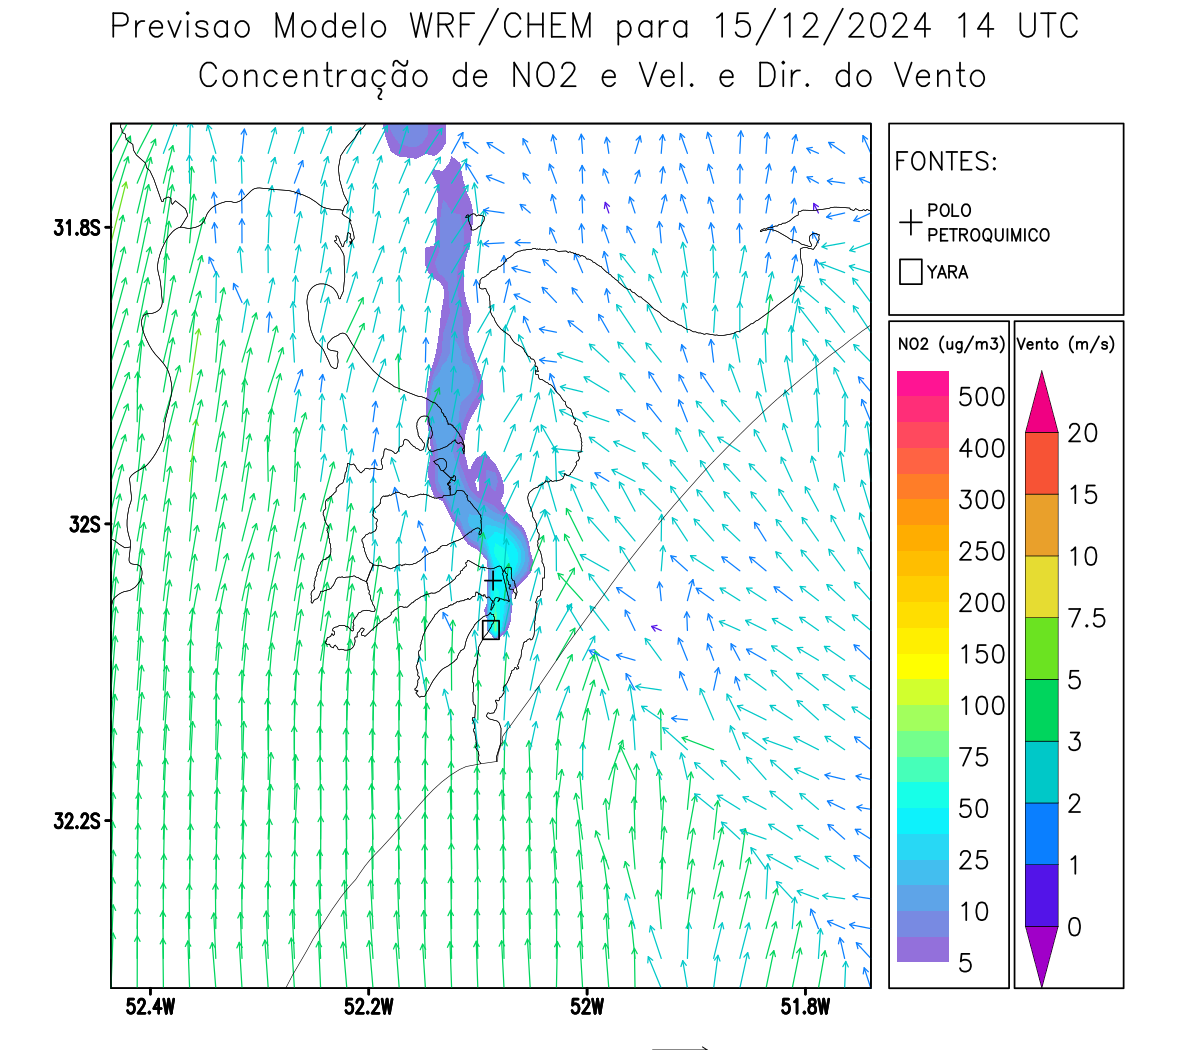 Previsao Modelo WRF/CHEM para 15/12/2024 14 UTC
Concentração de NO2 e Vel. e Dir. do Vento
FONTES:
POLO
PETROQUIMICO
YARA
31.8S
32S
32.2S
52.4W
52.2W
52W
51.8W
NO2 (ug/m3)
500
400
300
250
200
150
100
75
50
25
10
5
Vento (m/s)
20
15
10
7.5
5
3
2
1
0